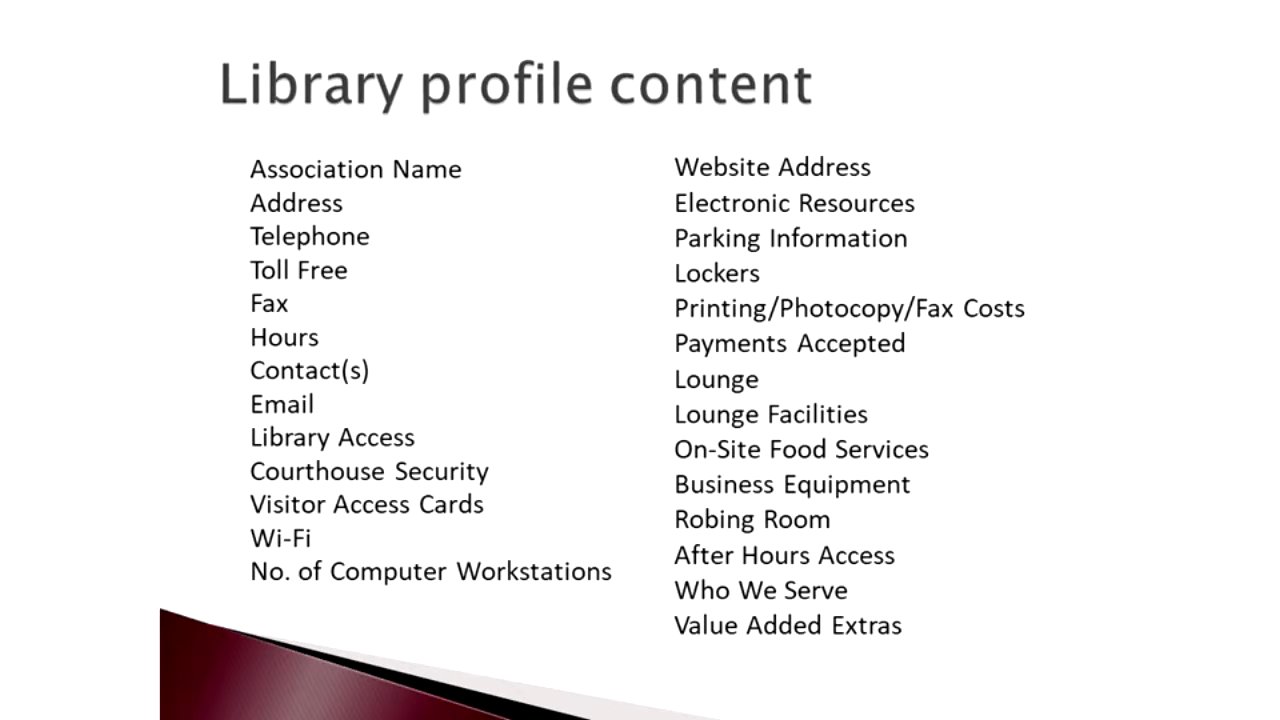 Library profile content
Association Name
Address
Telephone
Toll Free
Fax
Hours
Contact(s)
Email
Library Access
Courthouse Security
Visitor Access Cards
Wi-Fi
No. of Computer Workstations
Website Address
Electronic Resources
Parking Information
Lockers
Printing/Photocopy/Fax Costs
Payments Accepted
Lounge
Lounge Facilities
On-Site Food Services
Business Equipment
Robing Room
After Hours Access
Who We Serve
Value Added Extras